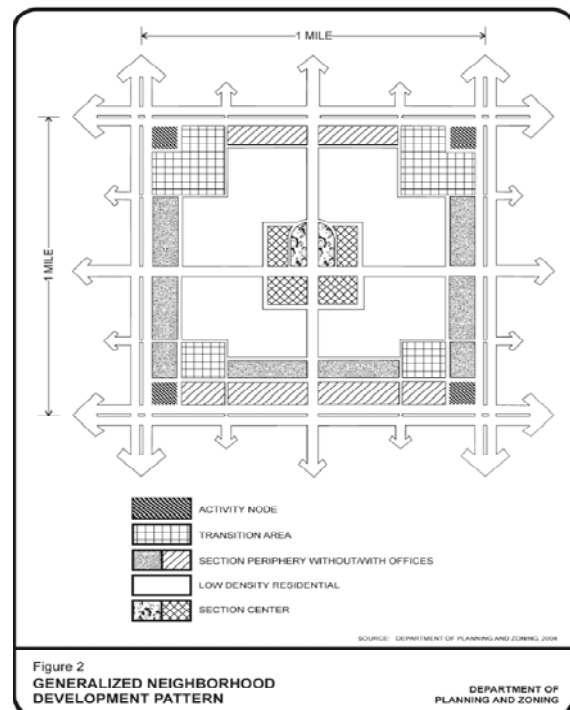 1 MILE
1 MILE
ACTIVITY NODE
TRANSITION AREA
SECTION PERIPHERY WITHOUT/WITH OFFICES
LOW DENSITY RESIDENTIAL
SECTION CENTER
SOURCE: DEPARTMENT OF PLANNING AND ZONING, 2004
Figure 2
GENERALIZED NEIGHBORHOOD
DEVELOPMENT PATTERN
DEPARTMENT OF
PLANNING AND ZONING